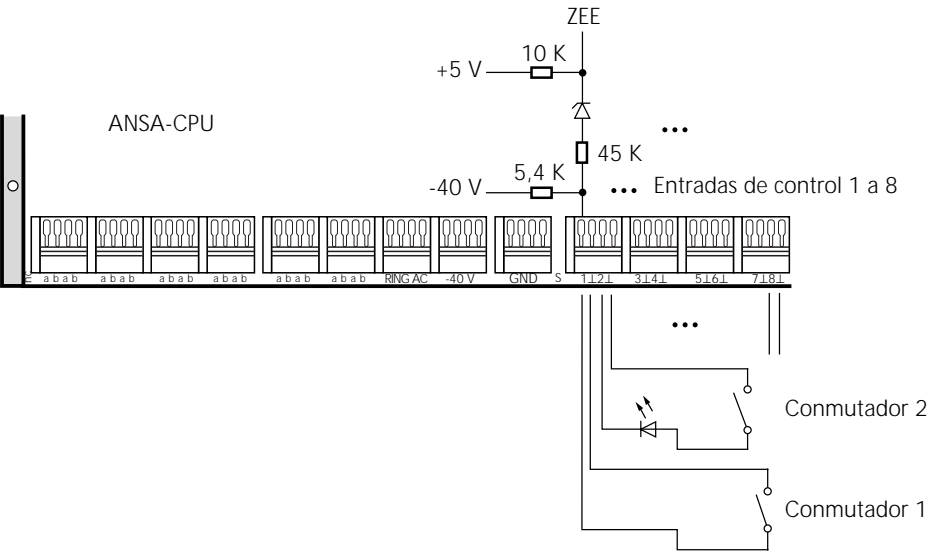 ZEE
10 K
+5 V
ANSA-CPU
45 K
5,4 K
-40 V
Entradas de control 1 a 8
a b a b a b a b a b a b a b a b a b a b a b a b RING AC -40 V GND S 1⊥2⊥ 3⊥4⊥ 5⊥6⊥ 7⊥8⊥
Conmutador 2
Conmutador 1